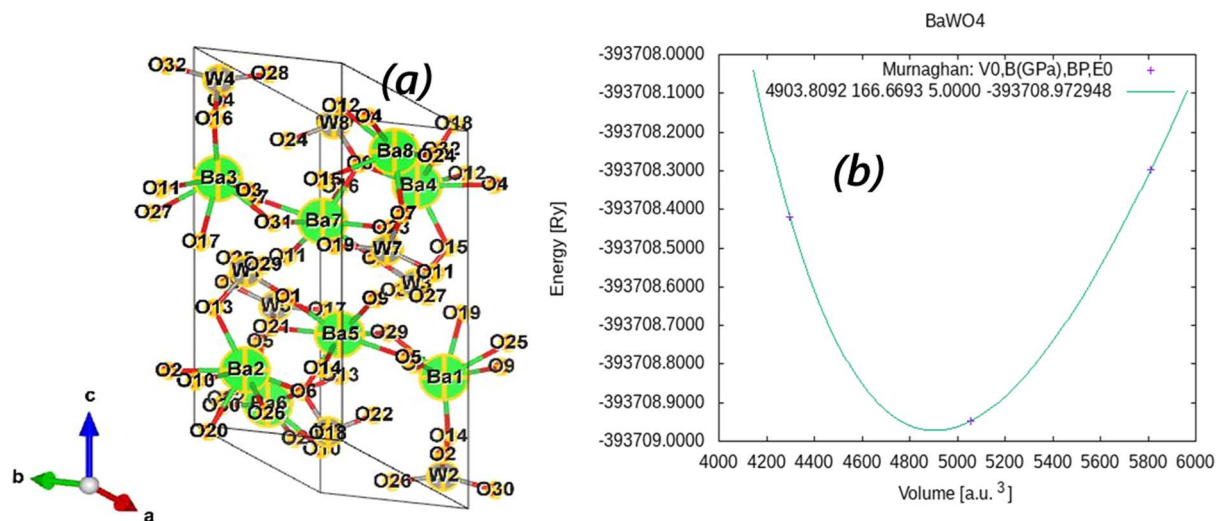 (a)
O32
W4
O28
O4
O16
O12
O4
O18
W8
O24
Ba8
O32
O24
O12
O4
Ba3
O11
O3
O27
O15
Ba4
O31
Ba7
O7
O23
O17
O11
O19
W7
O15
O11
O29
W3
O27
O13
O1
O17
O9
O19
O21
Ba5
O29
O25
O5
O5
O9
O2
Ba2
O14
O13
Ba1
O10
O6
O26
O22
O20
O18
O14
O2
O26
W2
O30
c
b
a
BaWO4
-393708.0000
Murnaghan: V0,B(GPa),BP,E0
4903.8092 166.6693 5.0000 -393708.972948
-393708.1000
-393708.2000
-393708.3000
-393708.4000
-393708.5000
-393708.6000
-393708.7000
-393708.8000
-393708.9000
-393709.0000
(b)
Energy [Ry]
4000 4200 4400 4600 4800 5000 5200 5400 5600 5800 6000
Volume [a.u. ³]